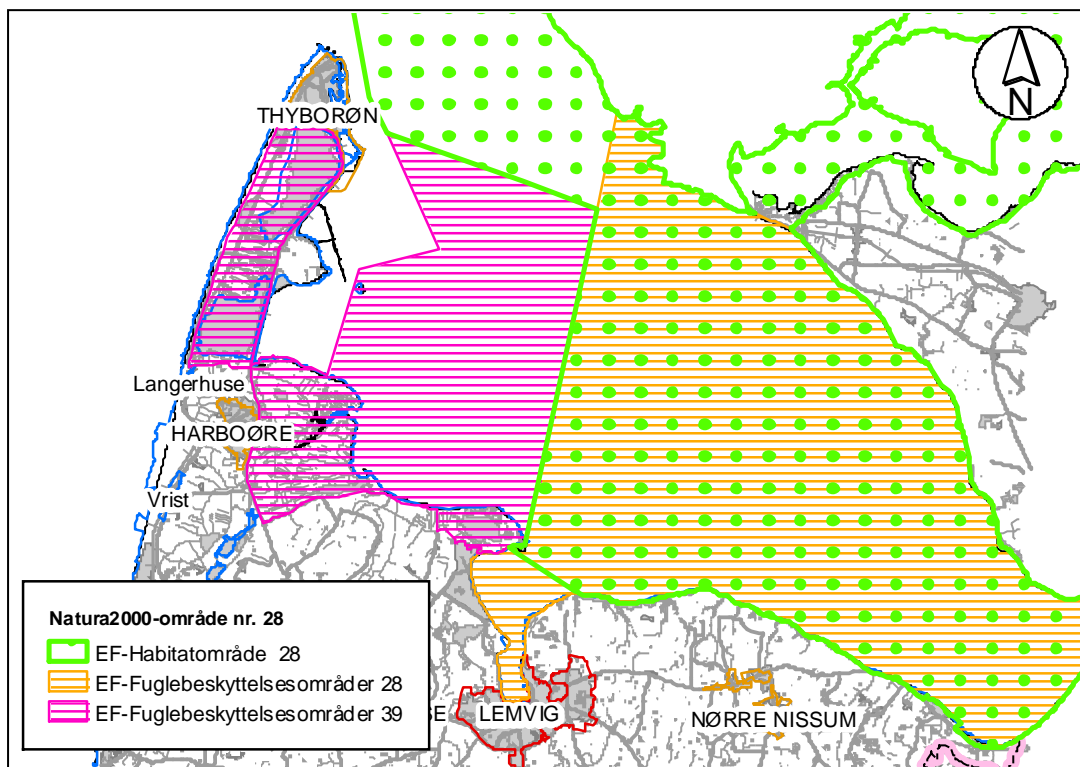 N
THYBORØN
Langerhuse
HARBOØRE
Vrist
Natura2000-område nr. 28
EF-Habitatområde 28
EF-Fuglebeskyttelsesområder 28
EF-Fuglebeskyttelsesområder 39
LEMVIG
NØRRE NISSUM